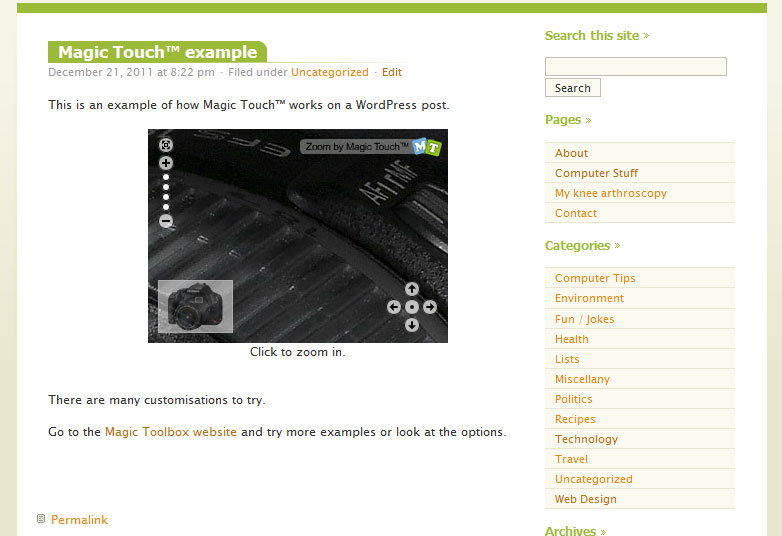 Magic Touch™ example
December 21, 2011 at 8:22 pm · Filed under Uncategorized · Edit
This is an example of how Magic Touch™ works on a WordPress post.
EFS
Zoom by Magic Touch™ MT
AF MF
Click to zoom in.
There are many customisations to try.
Go to the Magic Toolbox website and try more examples or look at the options.
Permalink
Search this site »
Search
Pages »
About
Computer Stuff
My knee arthroscopy
Contact
Categories »
Computer Tips
Environment
Fun / Jokes
Health
Lists
Miscellany
Politics
Recipes
Technology
Travel
Uncategorized
Web Design
Archives »